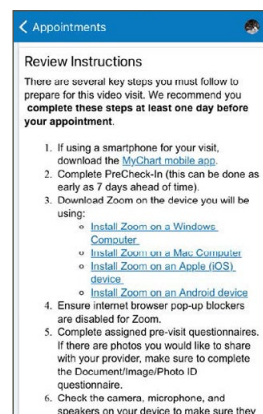 Appointments
Review Instructions
There are several key steps you must follow to
prepare for this video visit. We recommend you
complete these steps at least one day before
your appointment.
1. If using a smartphone for your visit,
download the MyChart mobile app.
2. Complete PreCheck-In (this can be done as
early as 7 days ahead of time).
3. Download Zoom on the device you will be
using:
Install Zoom on a Windows
Computer
Install Zoom on a Mac Computer
Install Zoom on an Apple (iOS)
device
Install Zoom on an Android device
4. Ensure internet browser pop-up blockers
are disabled for Zoom.
5. Complete assigned pre-visit questionnaires.
If there are photos you would like to share
with your provider, make sure to complete
the Document/Image/Photo ID
questionnaire.
6. Check the camera, microphone, and
speakers on your device to make sure they